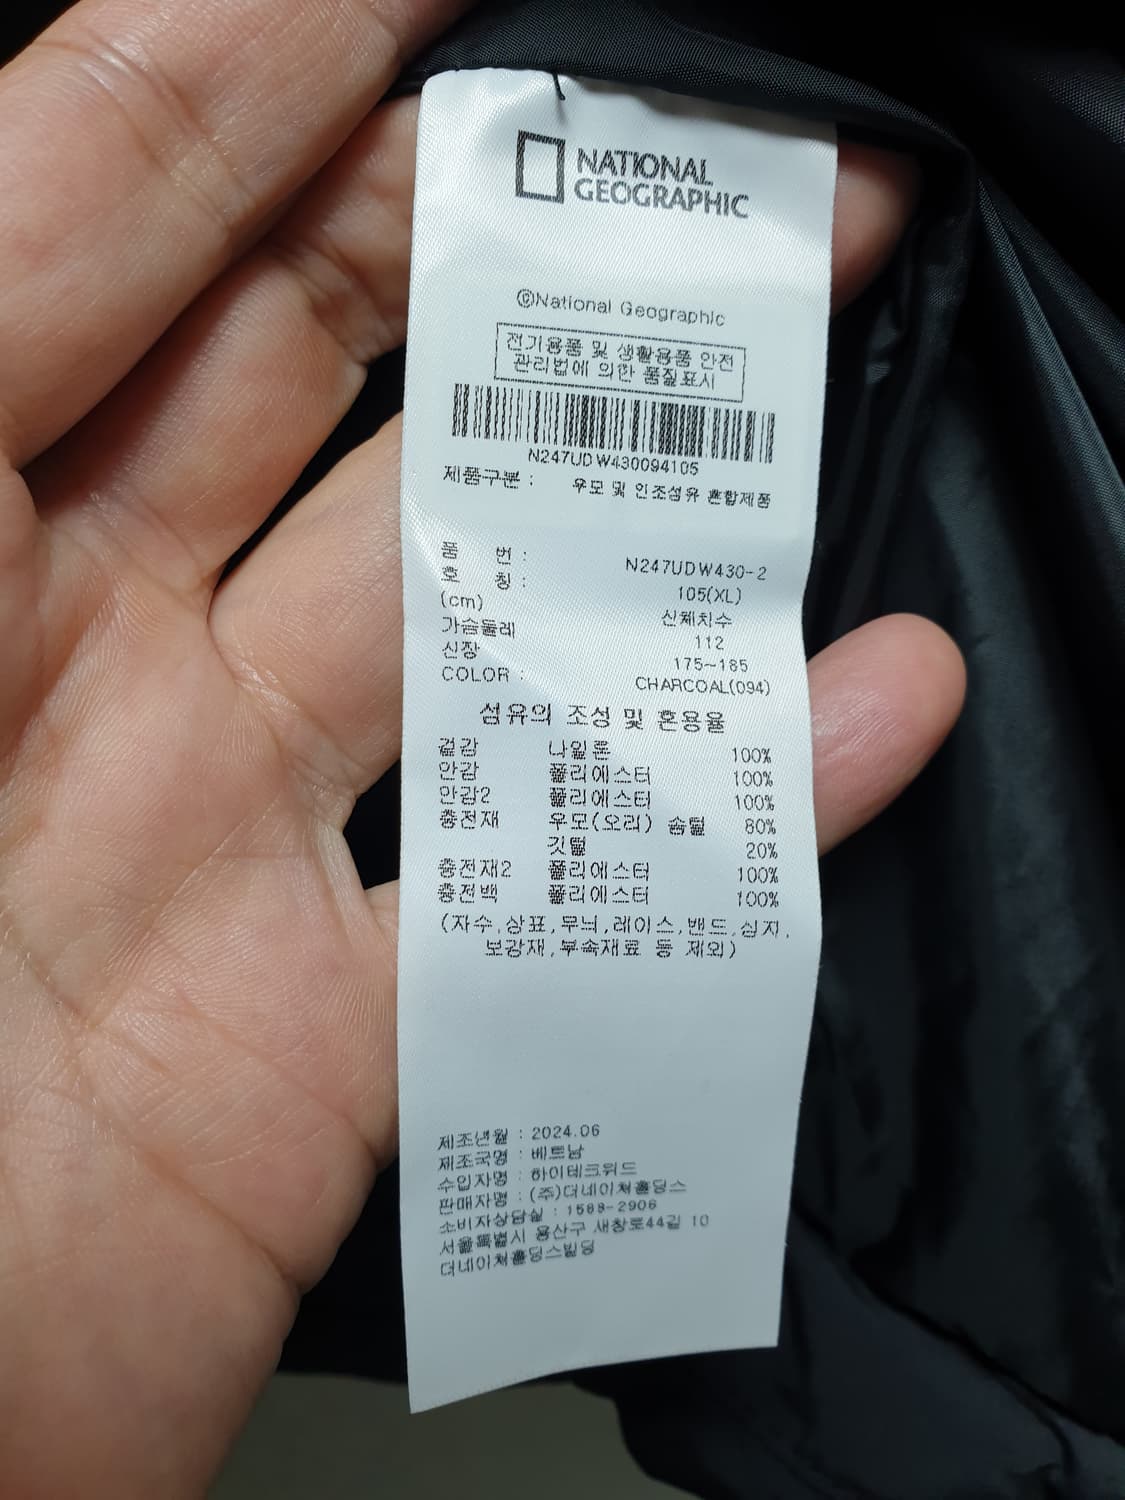 NATIONAL
GEOGRAPHIC
©National Geographic
전기용품 및 생활용품 안전
관리법에 의한 품질표시
N247UDW430094105
제품구분 : 우모 및 인조섬유 혼합제품
품 번 : N247UDW430-2
호 칭 : 105(XL)
(cm) 신체치수
가슴둘레 112
신장 175~185
COLOR : CHARCOAL(094)
섬유의 조성 및 혼용율
겉감 나일론 100%
안감 폴리에스터 100%
안감2 폴리에스터 100%
충전재 우모(오리) 솜털 80%
깃털 20%
충전재2 폴리에스터 100%
충전백 폴리에스터 100%
(자수,상표,무늬,레이스,밴드,심지,
보강재,부속재료 등 제외)
제조년월 : 2024.06
제조국명 : 베트남
수입자명 : 하이테크워드
판매자명 : (주)더네이쳐홀딩스
소비자상담실 : 1588-2906
서울특별시 용산구 새창로44길 10
더네이쳐홀딩스빌딩